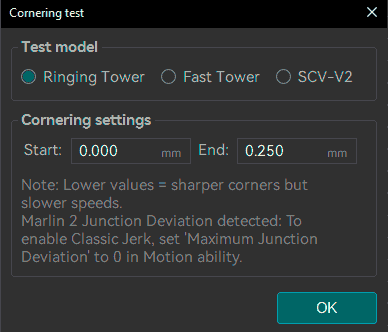 Cornering test
Test model
Ringing Tower Fast Tower SCV-V2
Cornering settings
Start: 0.000 mm End: 0.250 mm
Note: Lower values = sharper corners but
slower speeds.
Marlin 2 Junction Deviation detected: To
enable Classic Jerk, set 'Maximum Junction
Deviation' to 0 in Motion ability.
OK